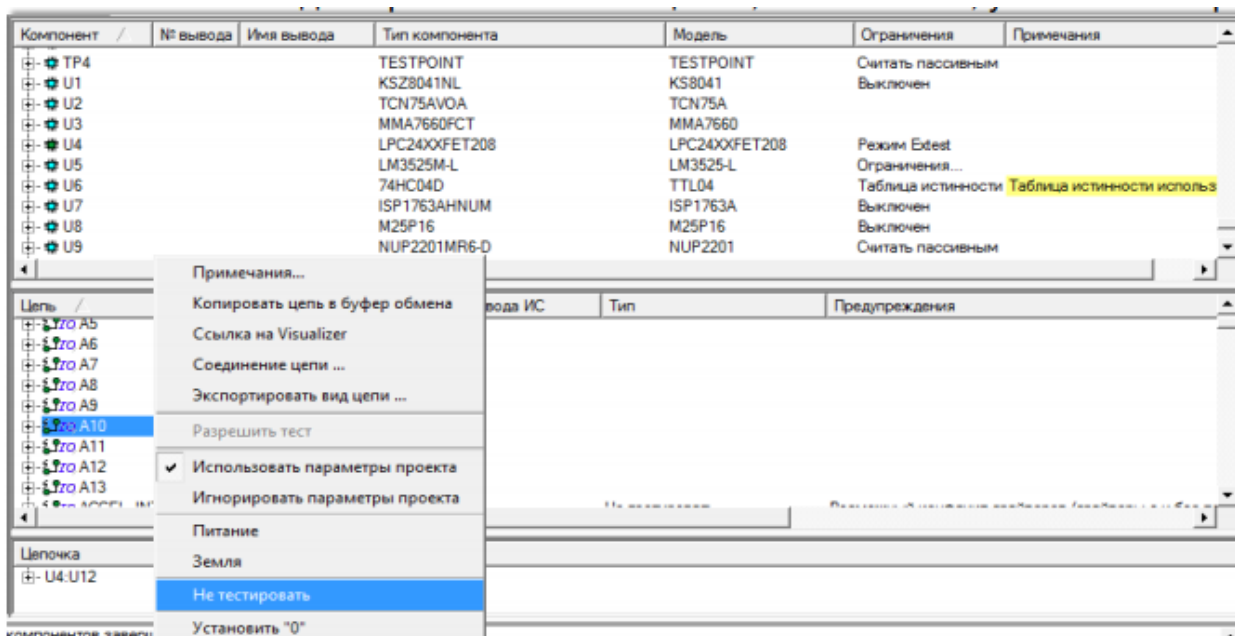 Компонент № вывода Имя вывода Тип компонента Модель Ограничения Примечания
TP4 TESTPOINT TESTPOINT Считать пассивным
U1 KSZ8041NL KS8041 Выключен
U2 TCN75AVOA TCN75A
U3 MMA7660FCT MMA7660
U4 LPC24XXFET208 LPC24XXFET208 Режим Extest
U5 LM3525M-L LM3525-L Ограничения...
U6 74HC04D TTL04 Таблица истинности Таблица истинности использ
U7 ISP1763AHNUM ISP1763A Выключен
U8 M25P16 M25P16 Выключен
U9 NUP2201MR6-D NUP2201 Считать пассивным
Цепь вода ИС Тип Предупреждения
A5
A6
A7
A8
A9
A10
A11
A12
A13
Примечания...
Копировать цепь в буфер обмена
Ссылка на Visualizer
Соединение цепи ...
Экспортировать вид цепи ...
Разрешить тест
Использовать параметры проекта
Игнорировать параметры проекта
Питание
Земля
Не тестировать
Установить "0"
Цепочка
U4:U12